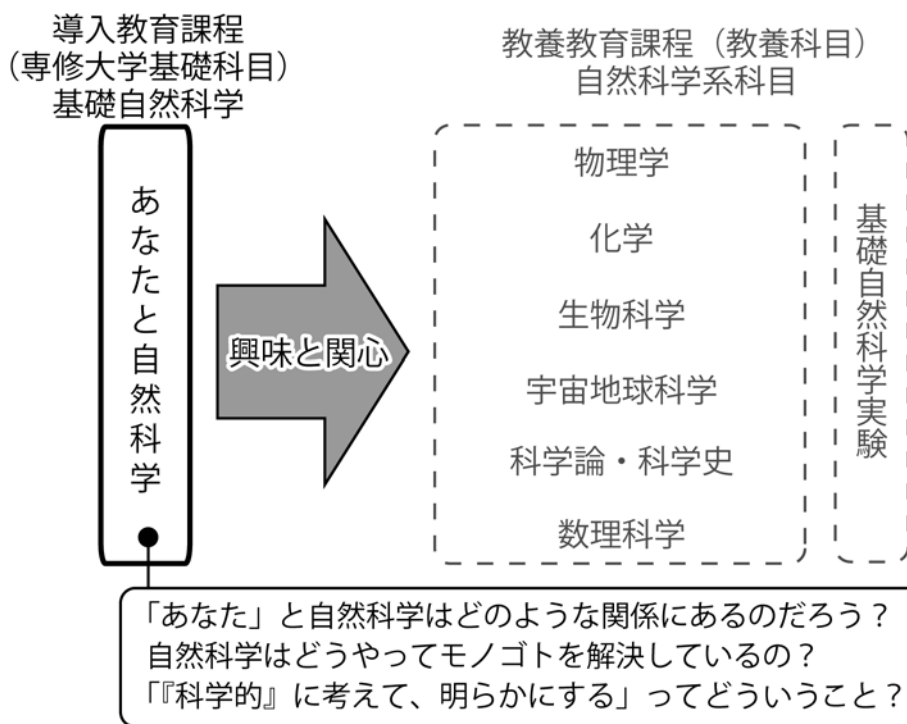 導入教育課程
（専修大学基礎科目）
基礎自然科学
あなたと自然科学
興味と関心
教養教育課程（教養科目）
自然科学系科目
物理学
化学
生物科学
宇宙地球科学
科学論・科学史
数理科学
基礎自然科学実験
「あなた」と自然科学はどのような関係にあるのだろう？
自然科学はどうやってモノゴトを解決しているの？
「『科学的』に考えて、明らかにする」ってどういうこと？